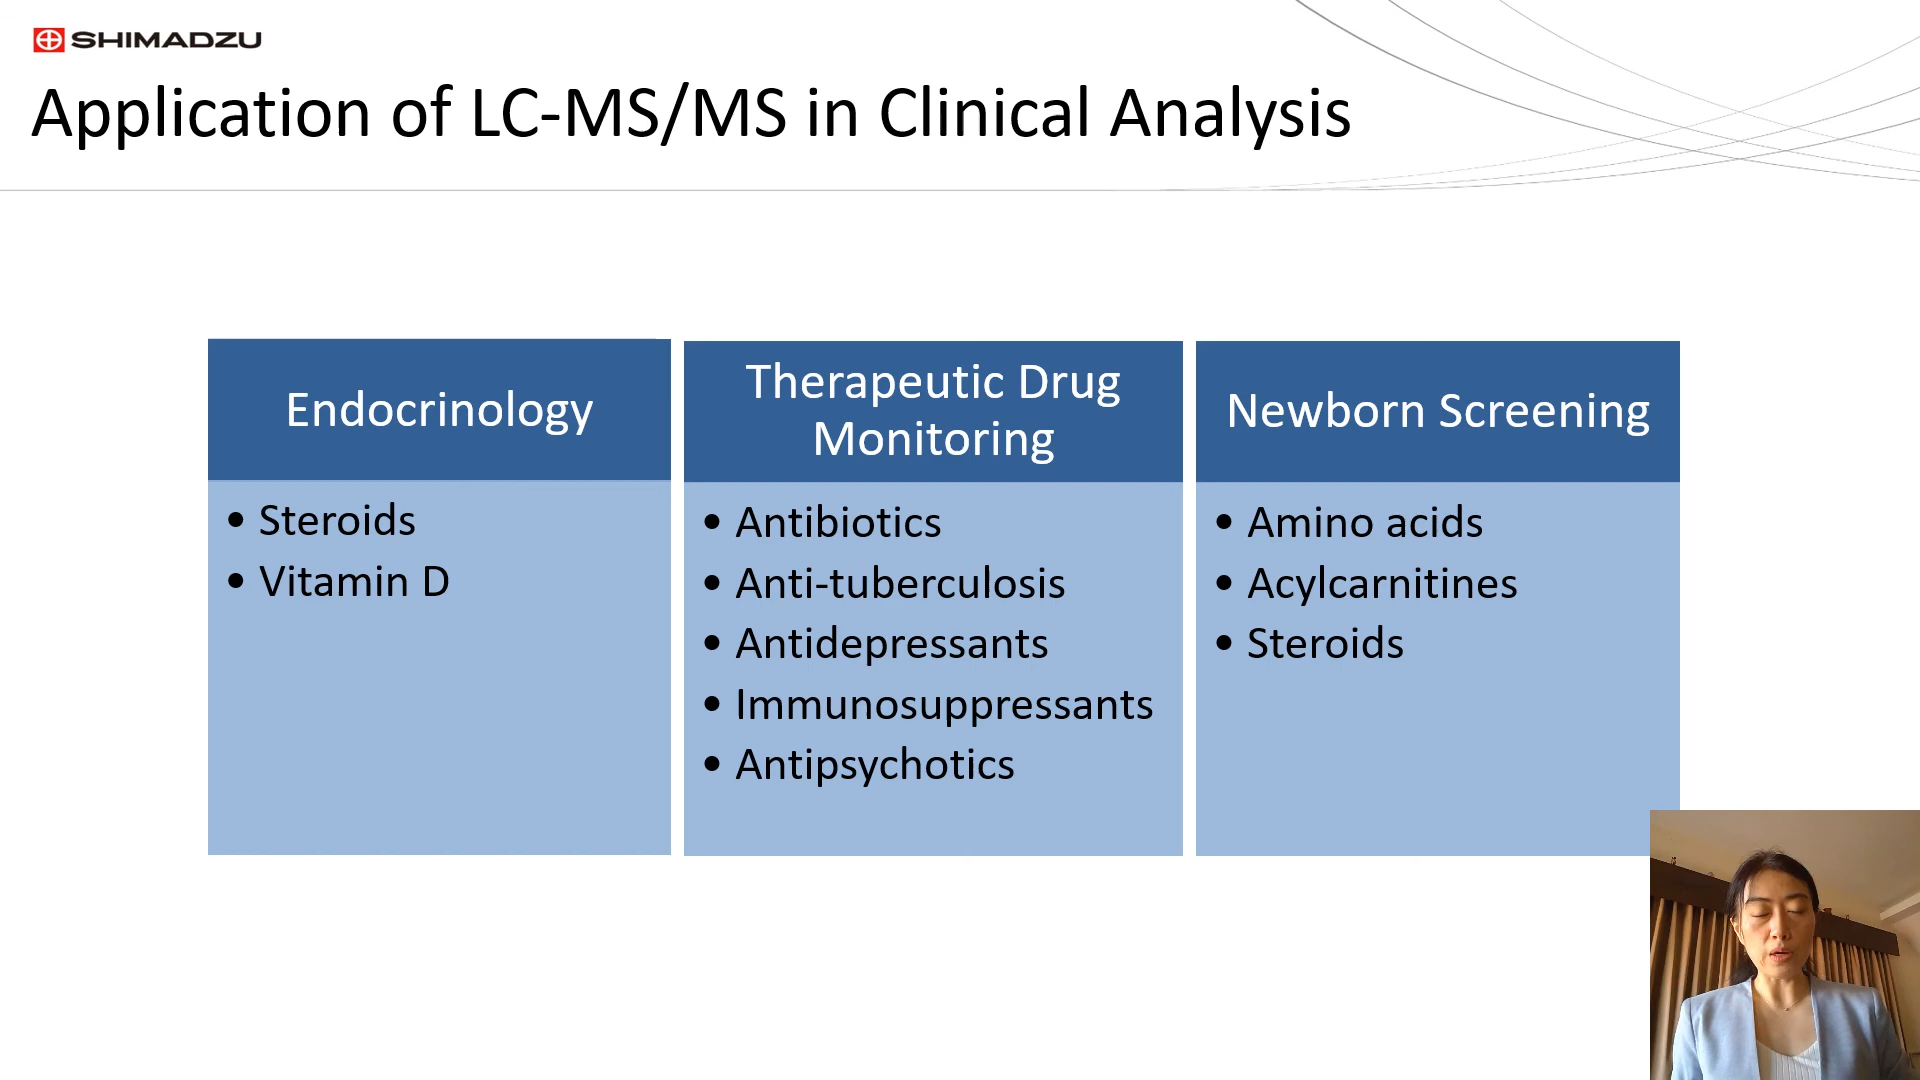 SHIMADZU
Application of LC-MS/MS in Clinical Analysis
Endocrinology
• Steroids
• Vitamin D
Therapeutic Drug
Monitoring
• Antibiotics
• Anti-tuberculosis
• Antidepressants
• Immunosuppressants
• Antipsychotics
Newborn Screening
• Amino acids
• Acylcarnitines
• Steroids